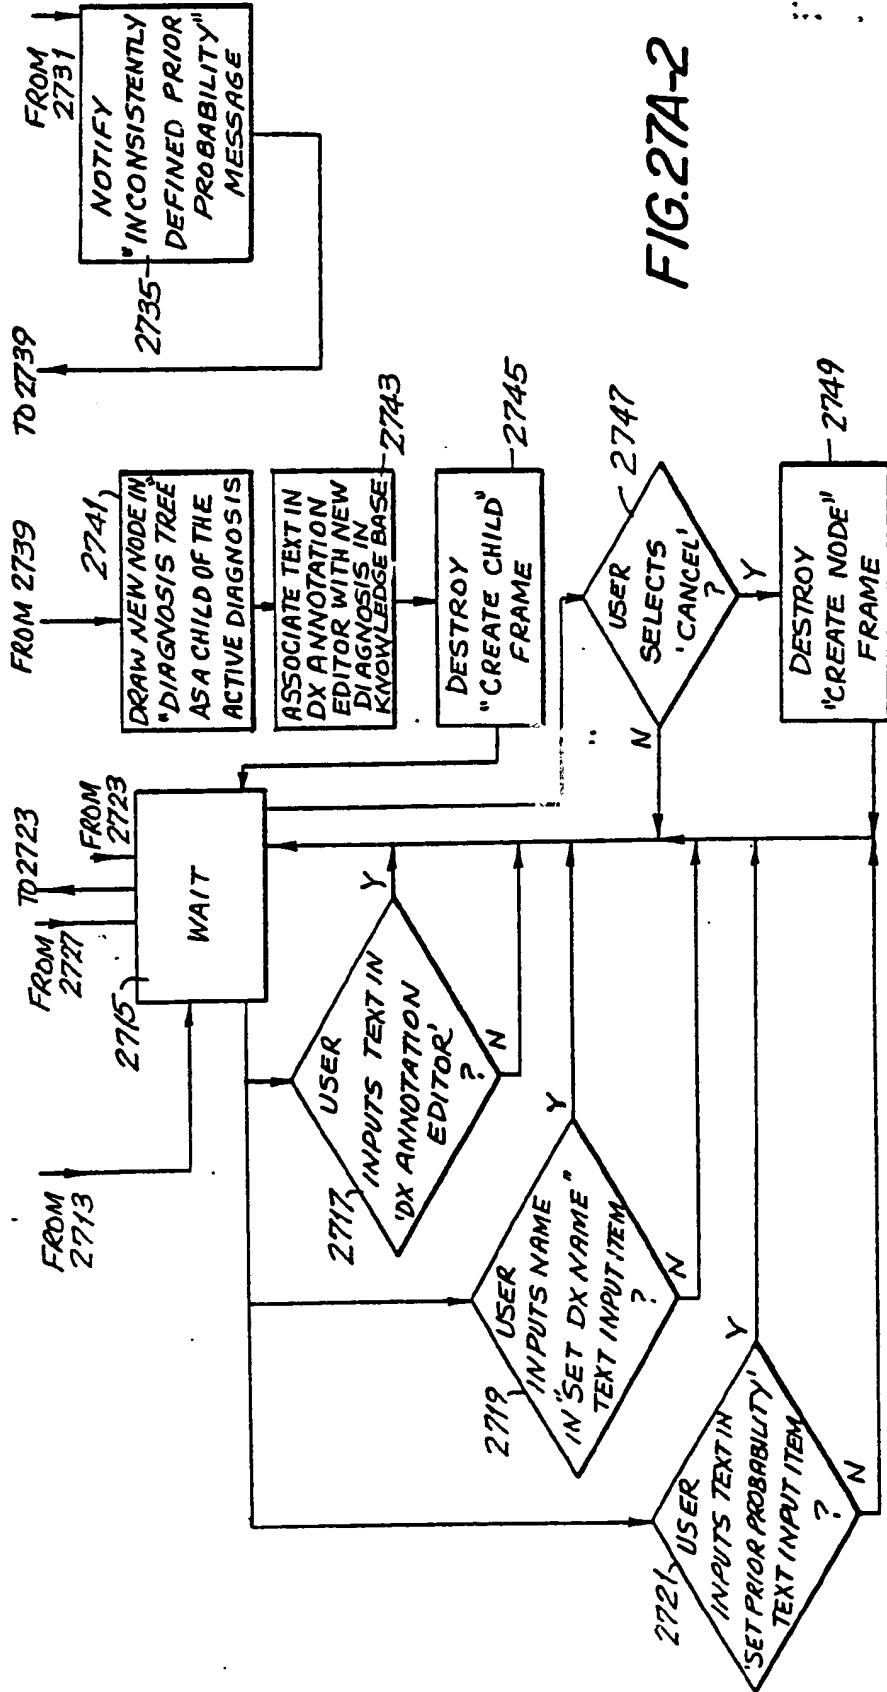 FROM
2713
FROM
2727
TO 2723
FROM
2723
2715
WAIT
2717
USER
INPUTS TEXT IN
'DX ANNOTATION
EDITOR'
?
Y
N
2719
USER
INPUTS NAME
IN "SET DX NAME"
TEXT INPUT ITEM
?
Y
N
2721
USER
INPUTS TEXT IN
'SET PRIOR PROBABILITY'
TEXT INPUT ITEM
?
Y
N
FROM 2739
2741
DRAW NEW NODE IN
"DIAGNOSIS TREE"
AS A CHILD OF THE
ACTIVE DIAGNOSIS
ASSOCIATE TEXT IN
DX ANNOTATION
EDITOR WITH NEW
DIAGNOSIS IN
KNOWLEDGE BASE
2743
DESTROY
"CREATE CHILD"
FRAME
2745
USER
SELECTS
'CANCEL'
?
2747
N
Y
DESTROY
"CREATE NODE"
FRAME
2749
TO 2739
FROM
2731
NOTIFY
"INCONSISTENTLY
DEFINED PRIOR
PROBABILITY"
MESSAGE
2735
FIG. 27A-2